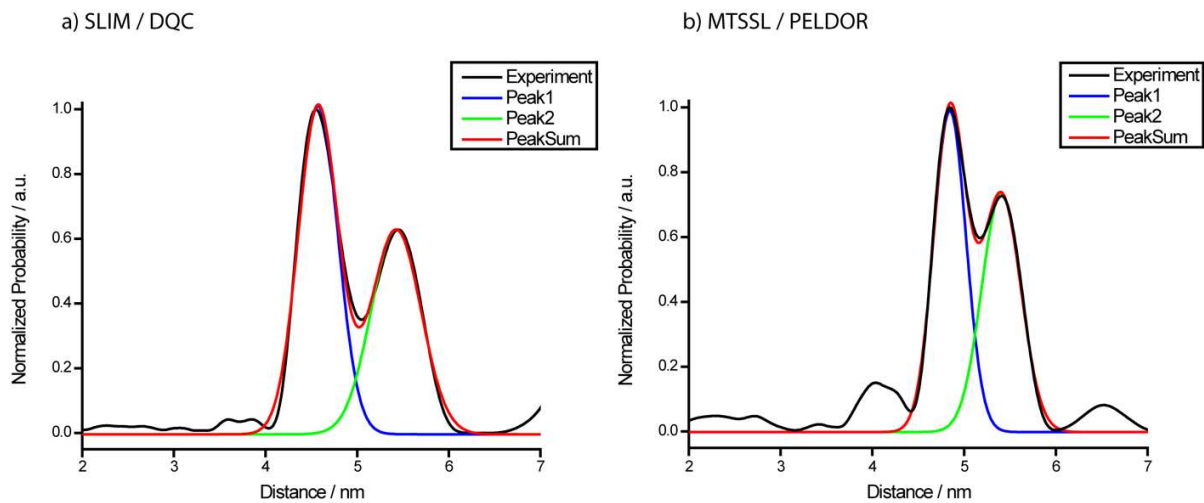 a) SLIM / DQC
Experiment
Peak1
Peak2
PeakSum
1.0
0.8
0.6
0.4
0.2
0.0
Normalized Probability / a.u.
2 3 4 5 6 7
Distance / nm
b) MTSSL / PELDOR
Experiment
Peak1
Peak2
PeakSum
1.0
0.8
0.6
0.4
0.2
0.0
Normalized Probability / a.u.
2 3 4 5 6 7
Distance / nm